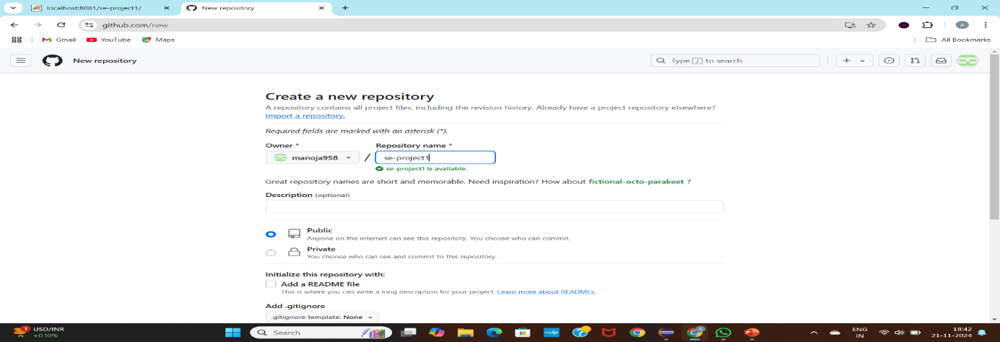 localhost:8081/se-project1/
New repository
github.com/new
Gmail
YouTube
Maps
All Bookmarks
New repository
Type / to search
Create a new repository
A repository contains all project files, including the revision history. Already have a project repository elsewhere?
Import a repository.
Required fields are marked with an asterisk (*).
Owner *
Repository name *
manoja958
/
se-project1
se-project1 is available.
Great repository names are short and memorable. Need inspiration? How about fictional-octo-parakeet ?
Description (optional)
Public
Anyone on the internet can see this repository. You choose who can commit.
Private
You choose who can see and commit to this repository.
Initialize this repository with:
Add a README file
This is where you can write a long description for your project. Learn more about READMEs.
Add .gitignore
.gitignore template: None
1
USD/INR
+0.10%
Search
ENG
IN
18:42
21-11-2024